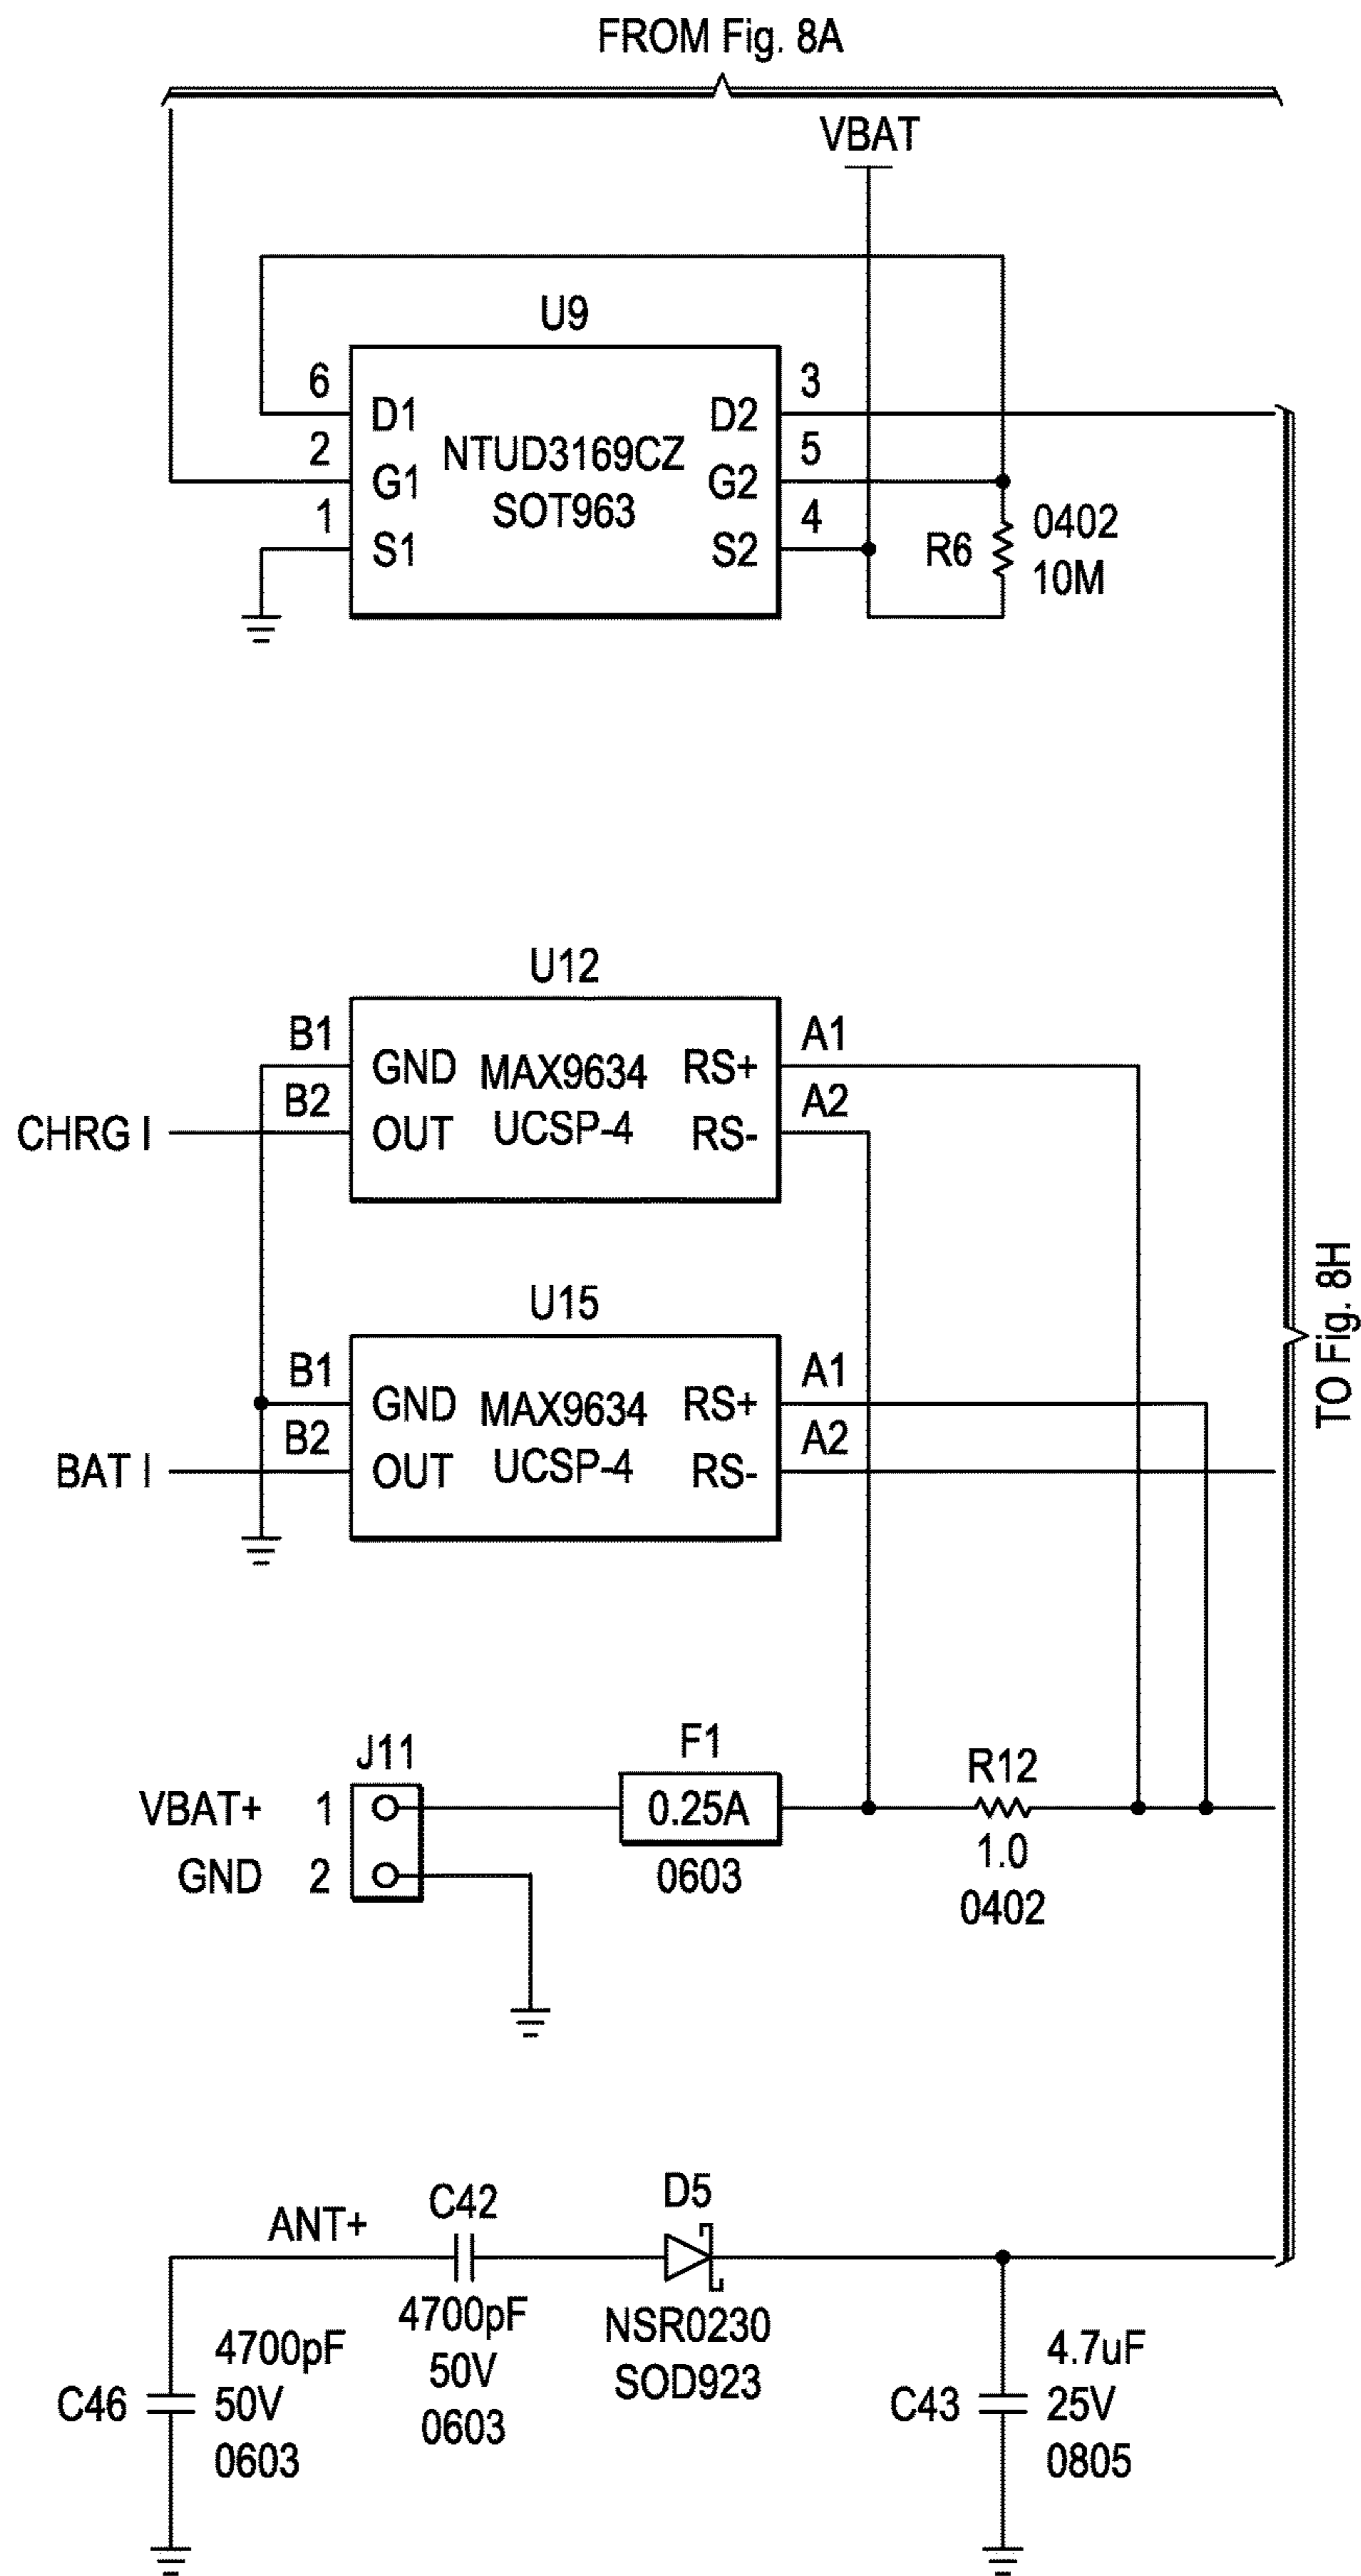 FROM Fig. 8A
VBAT
U9
6
D1
2
G1
1
S1
NTUD3169CZ
SOT963
3
D2
5
G2
4
S2
R6
0402
10M
U12
B1
GND
B2
OUT
CHRG I
MAX9634
UCSP-4
A1
RS+
A2
RS-
U15
B1
GND
B2
OUT
BAT I
MAX9634
UCSP-4
A1
RS+
A2
RS-
TO Fig. 8H
J11
VBAT+ 1
GND 2
F1
0.25A
0603
R12
1.0
0402
ANT+
C42
4700pF
50V
0603
D5
NSR0230
SOD923
C46
4700pF
50V
0603
C43
4.7uF
25V
0805